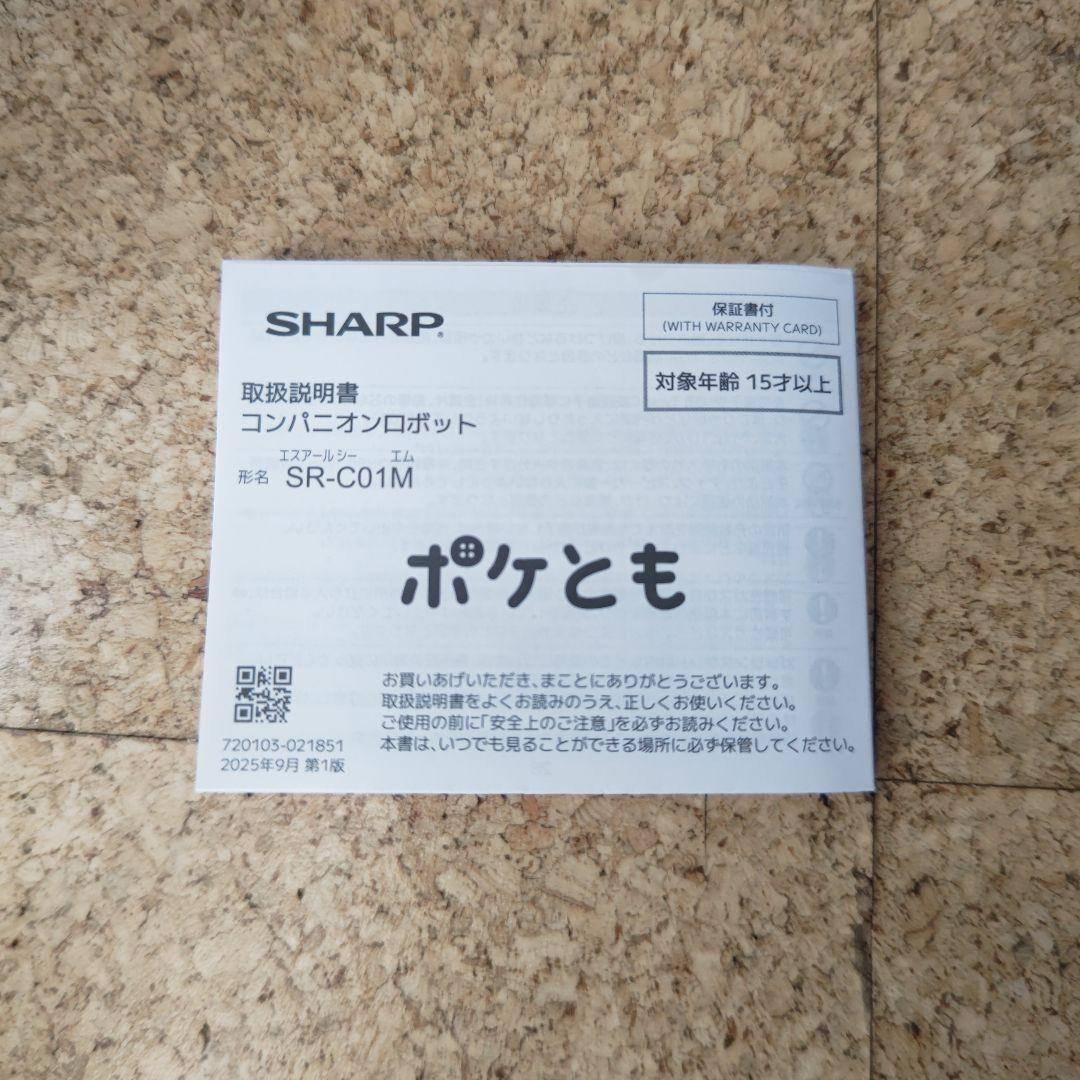 SHARP®
保証書付
(WITH WARRANTY CARD)
対象年齢 15才以上
取扱説明書
コンパニオンロボット
エスアールシー エム
形名 SR-C01M
ポケとも
お買いあげいただき、まことにありがとうございます。
取扱説明書をよくお読みのうえ、正しくお使いください。
ご使用の前に「安全上のご注意」を必ずお読みください。
本書は、いつでも見ることができる場所に必ず保管してください。
720103-021851
2025年9月 第1版